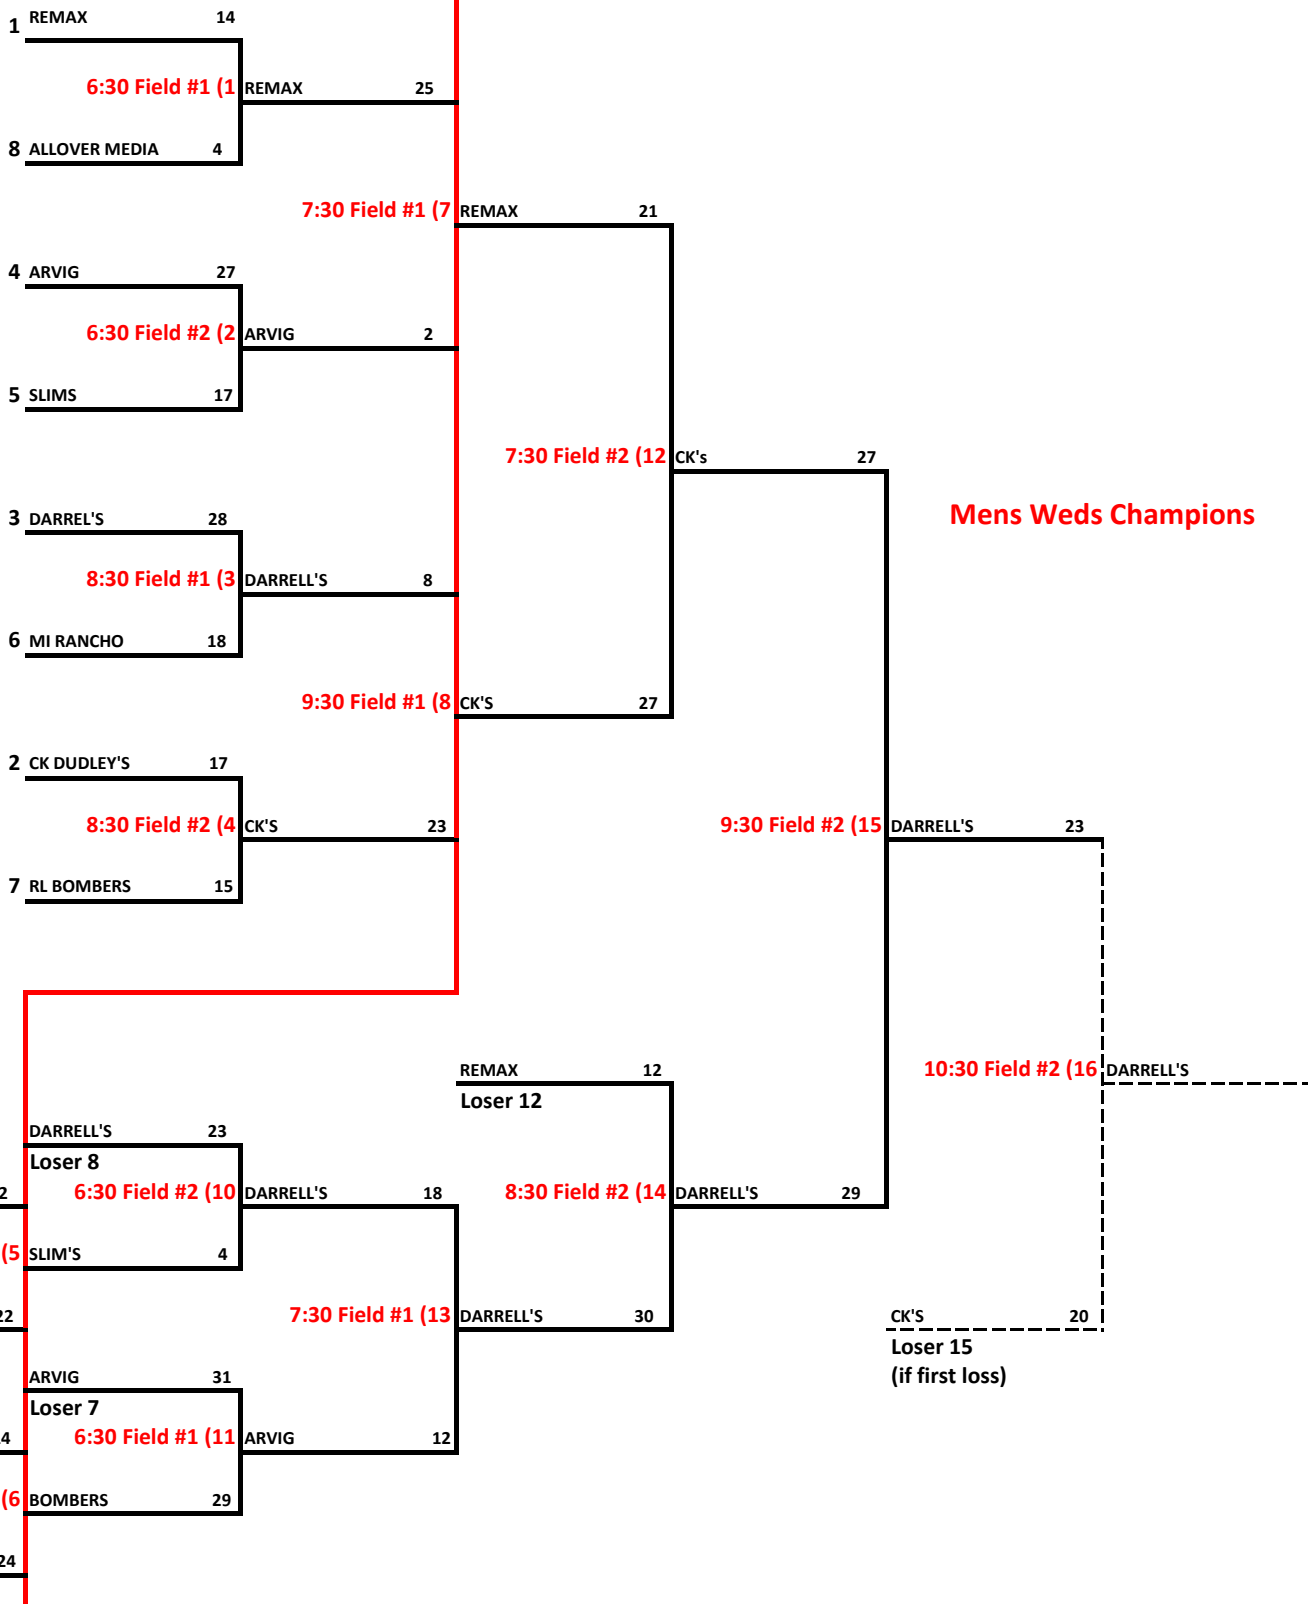 1 REMAX 14
6:30 Field #1 (1 REMAX 25
8 ALLOVER MEDIA 4
7:30 Field #1 (7 REMAX 21
4 ARVIG 27
6:30 Field #2 (2 ARVIG 2
5 SLIMS 17
7:30 Field #2 (12 CK's 27
3 DARREL'S 28
Mens Weds Champions
8:30 Field #1 (3 DARRELL'S 8
6 MI RANCHO 18
9:30 Field #1 (8 CK'S 27
2 CK DUDLEY'S 17
8:30 Field #2 (4 CK'S 23
9:30 Field #2 (15 DARRELL'S 23
7 RL BOMBERS 15
REMAX 12
10:30 Field #2 (16 DARRELL'S
Loser 12
DARRELL'S 23
Loser 8
2 6:30 Field #2 (10 DARRELL'S 18
8:30 Field #2 (14 DARRELL'S 29
(5 SLIM'S 4
22 7:30 Field #1 (13 DARRELL'S 30
CK'S 20
Loser 15
(if first loss)
ARVIG 31
Loser 7
4 6:30 Field #1 (11 ARVIG 12
(6 BOMBERS 29
24